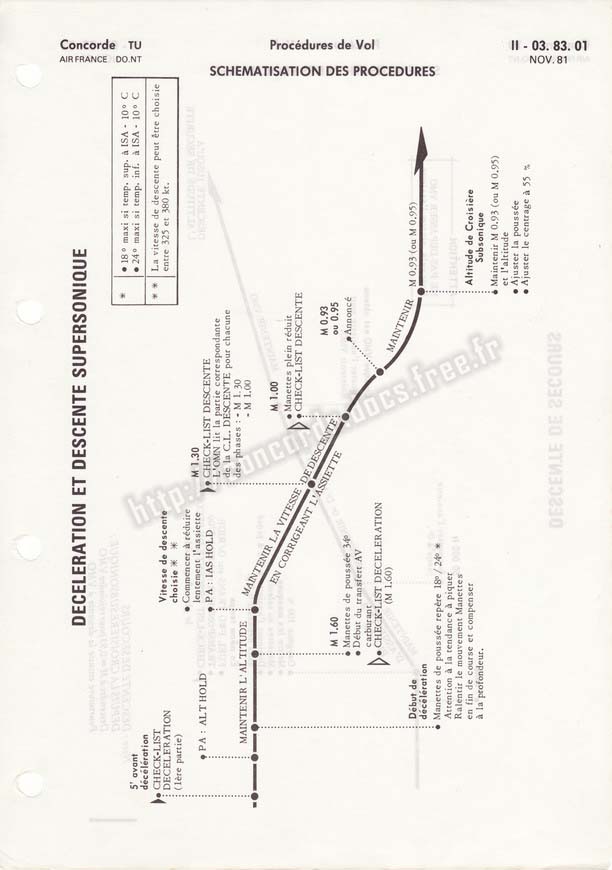 Concorde TU
AIR FRANCE DO.NT
Procédures de Vol
II - 03. 83. 01
NOV. 81
SCHEMATISATION DES PROCEDURES
DECELERATION ET DESCENTE SUPERSONIQUE
* • 18° maxi si temp. sup. à ISA - 10° C
• 24° maxi si temp. inf. à ISA - 10° C
* * La vitesse de descente peut être choisie
entre 325 et 380 kt.
5' avant
décélération
CHECK-LIST
DECELERATION
(1ère partie)
• PA : ALT HOLD
MAINTENIR L'ALTITUDE
Début de
décélération
• Manettes de poussée repère 18° / 24° *
Attention à la tendance à piquer
Ralentir le mouvement Manettes
en fin de course et compenser
à la profondeur.
M 1.60
• Manettes de poussée 34°
• Début du transfert AV
carburant
CHECK-LIST DECELERATION
(M 1,60)
Vitesse de descente
choisie * *
• Commencer à réduire
lentement l'assiette
• PA : IAS HOLD
MAINTENIR LA VITESSE DE DESCENTE
EN CORRIGEANT L'ASSIETTE
M 1.30
CHECK-LIST DESCENTE
L'OMN lit la partie correspondante
de la C.L. DESCENTE pour chacune
des phases : - M 1.30
- M 1,00
M 1.00
• Manettes plein réduit
CHECK-LIST DESCENTE
M 0.93
ou 0.95
• Annoncé
MAINTENIR
M 0,93 (ou M 0,95)
Altitude de Croisière
Subsonique
• Maintenir M 0,93 (ou M 0,95)
et l'altitude
• Ajuster la poussée
• Ajuster le centrage à 55 %
http://concordedocs.free.fr
DESCENTE DE SECOURS